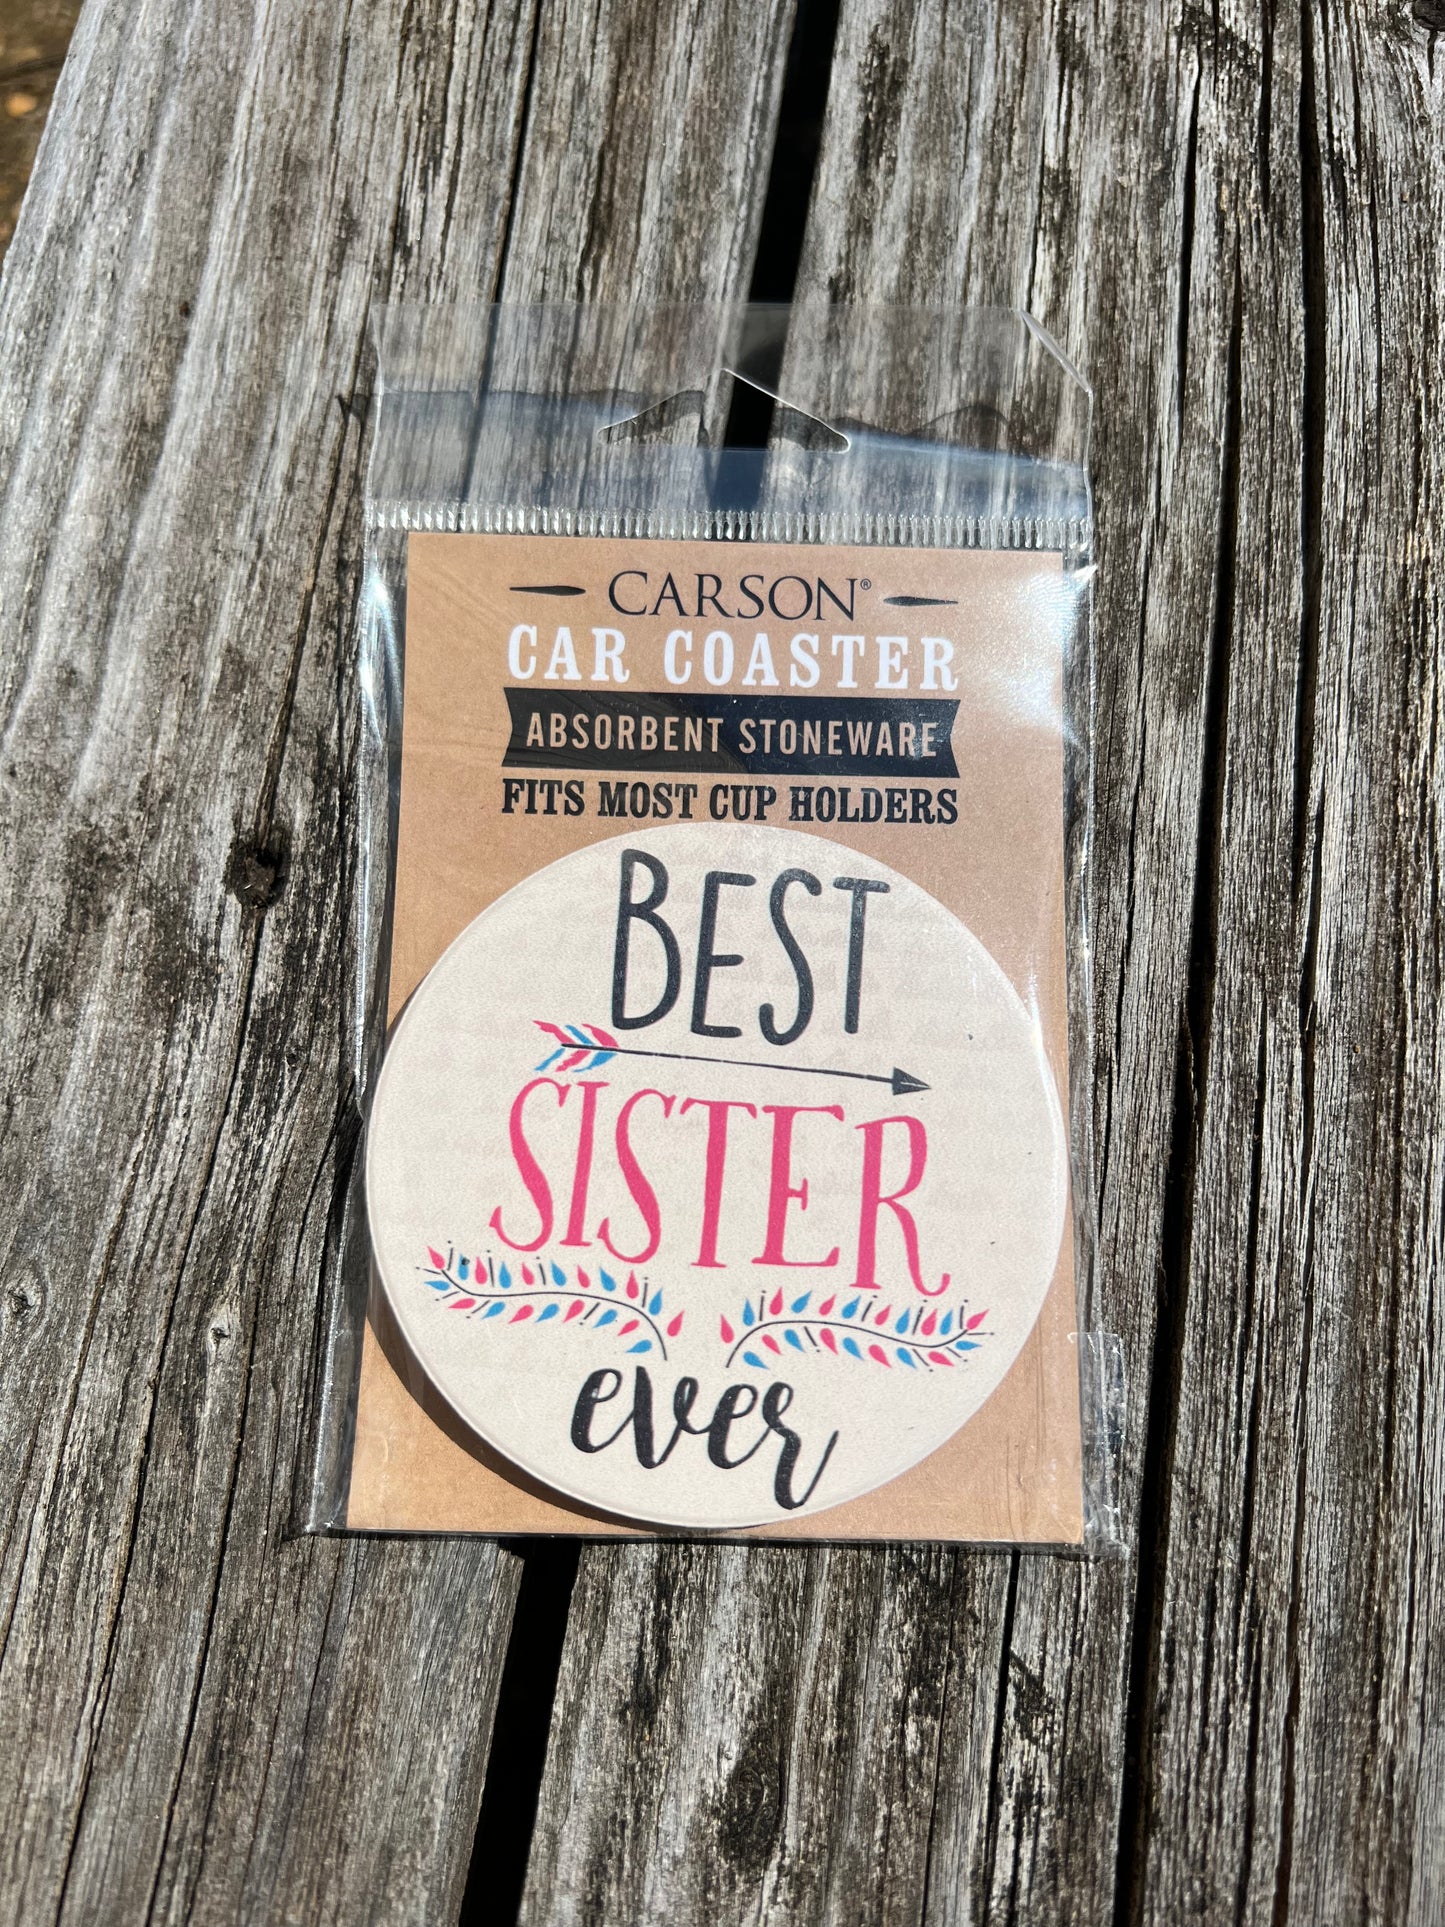 CARSON®
CAR COASTER
ABSORBENT STONEWARE
FITS MOST CUP HOLDERS
BEST
SISTER
ever